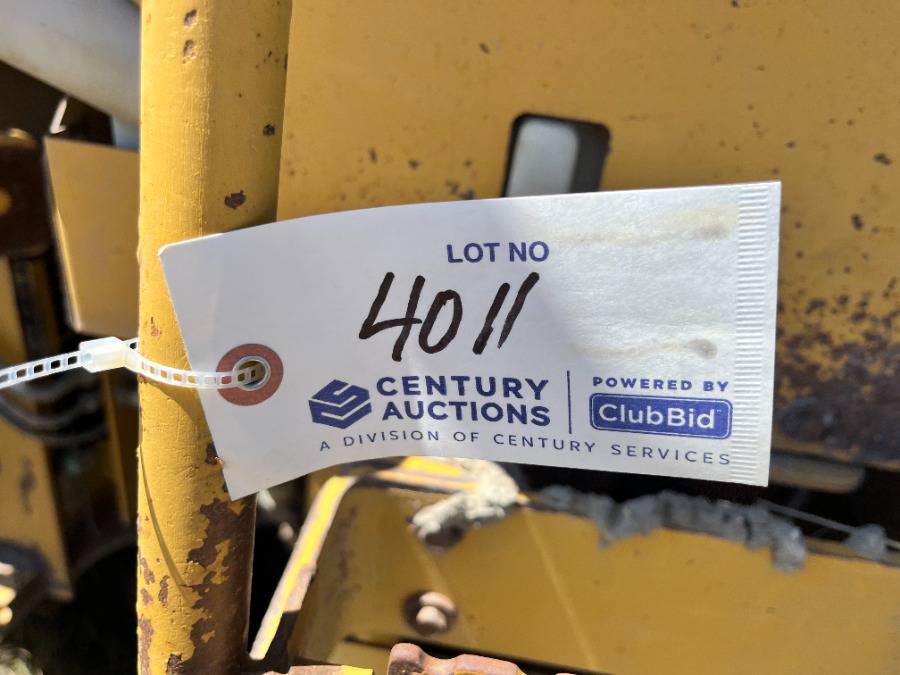 LOT NO
4011
CENTURY
AUCTIONS
POWERED BY
ClubBid
A DIVISION OF CENTURY SERVICES